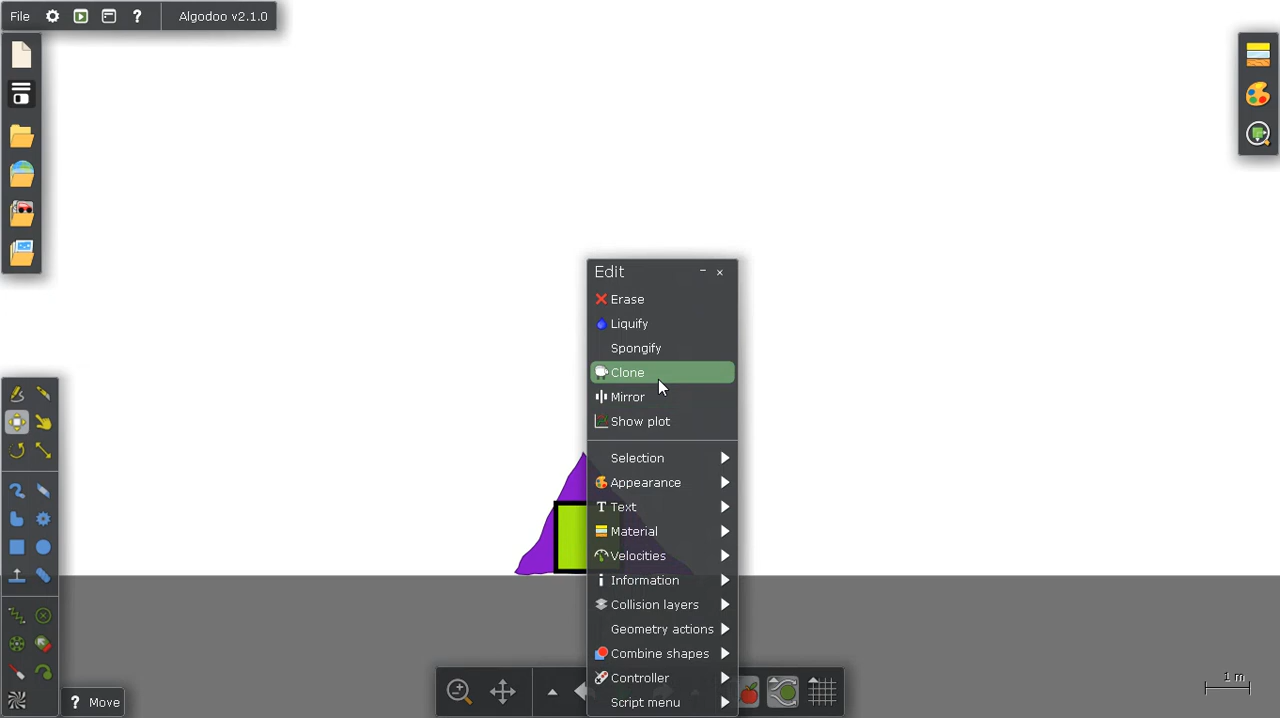 File ? Algodoo v2.1.0
Edit
Erase
Liquify
Spongify
Clone
Mirror
Show plot
Selection
Appearance
Text
Material
Velocities
Information
Collision layers
Geometry actions
Combine shapes
Controller
Script menu
? Move
1 m